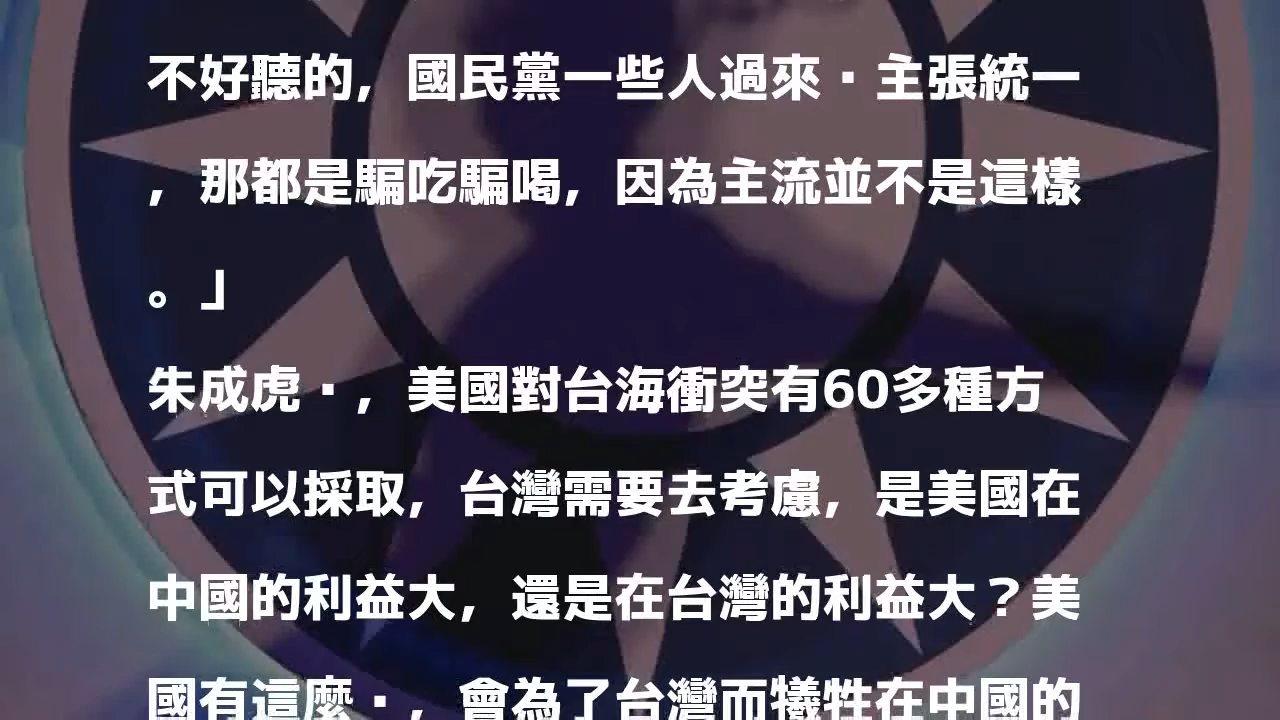 不好聽的，國民黨一些人過來·主張統一
，那都是騙吃騙喝，因為主流並不是這樣
。」
朱成虎·，美國對台海衝突有60多種方
式可以採取，台灣需要去考慮，是美國在
中國的利益大，還是在台灣的利益大？美
國有這麼·，會為了台灣而犧牲在中國的